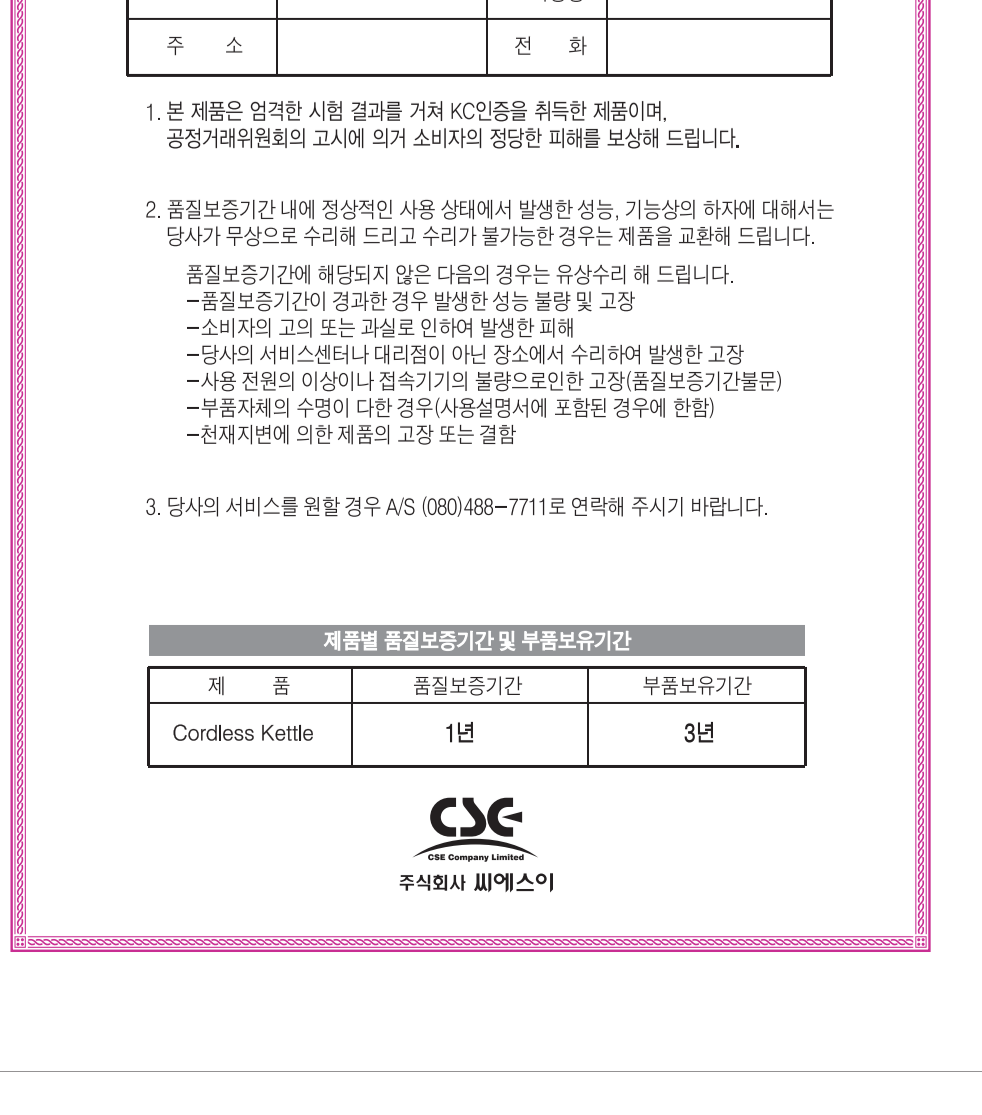 주 소 전 화
1. 본 제품은 엄격한 시험 결과를 거쳐 KC인증을 취득한 제품이며,
공정거래위원회의 고시에 의거 소비자의 정당한 피해를 보상해 드립니다.
2. 품질보증기간 내에 정상적인 사용 상태에서 발생한 성능, 기능상의 하자에 대해서는
당사가 무상으로 수리해 드리고 수리가 불가능한 경우는 제품을 교환해 드립니다.
품질보증기간에 해당되지 않은 다음의 경우는 유상수리 해 드립니다.
–품질보증기간이 경과한 경우 발생한 성능 불량 및 고장
–소비자의 고의 또는 과실로 인하여 발생한 피해
–당사의 서비스센터나 대리점이 아닌 장소에서 수리하여 발생한 고장
–사용 전원의 이상이나 접속기기의 불량으로인한 고장(품질보증기간불문)
–부품자체의 수명이 다한 경우(사용설명서에 포함된 경우에 한함)
–천재지변에 의한 제품의 고장 또는 결함
3. 당사의 서비스를 원할 경우 A/S (080)488–7711로 연락해 주시기 바랍니다.
제품별 품질보증기간 및 부품보유기간
제 품 품질보증기간 부품보유기간
Cordless Kettle 1년 3년
CSE
CSE Company Limited
주식회사 씨에스이